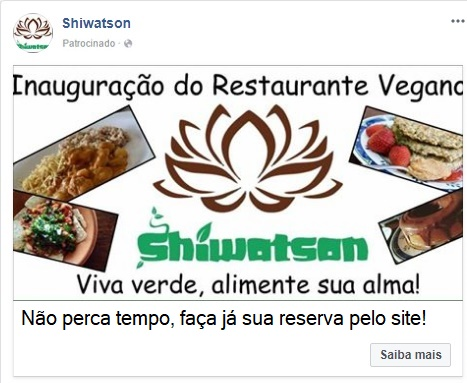 Shiwatson
Patrocinado
Inauguração do Restaurante Vegano
Shiwatson
Viva verde, alimente sua alma!
Não perca tempo, faça já sua reserva pelo site!
Saiba mais